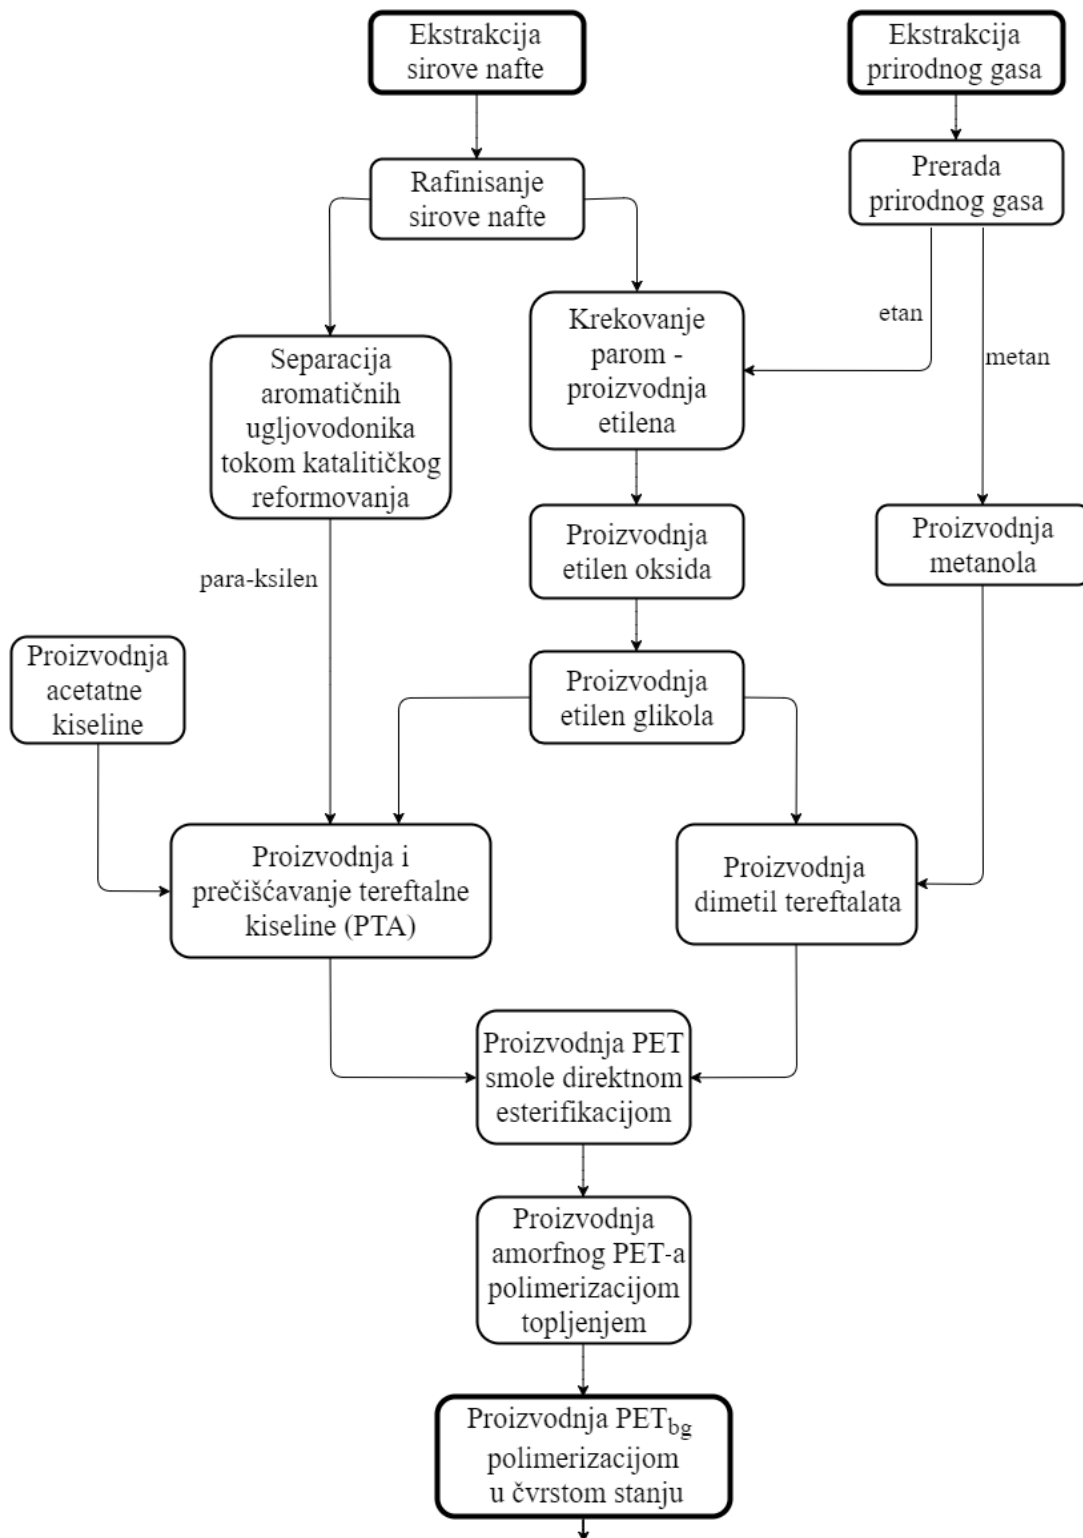 Ekstrakcija
sirove nafte
Ekstrakcija
prirodnog gasa
Rafinisanje
sirove nafte
Prerada
prirodnog gasa
etan
metan
Krekovanje
parom -
proizvodnja
etilena
Separacija
aromatičnih
ugljovodonika
tokom katalitičkog
reformovanja
para-ksilen
Proizvodnja
etilen oksida
Proizvodnja
metanola
Proizvodnja
acetatne
kiseline
Proizvodnja
etilen glikola
Proizvodnja i
prečišćavanje tereftalne
kiseline (PTA)
Proizvodnja
dimetil tereftalata
Proizvodnja PET
smole direktnom
esterifikacijom
Proizvodnja
amorfnog PET-a
polimerizacijom
topljenjem
Proizvodnja PETbg
polimerizacijom
u čvrstom stanju